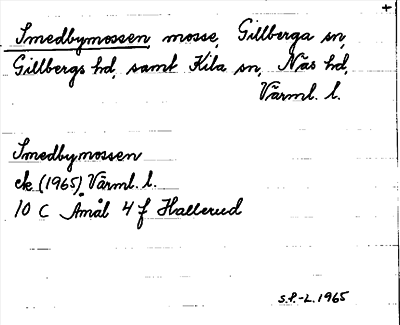 +
Smedbymossen, mosse, Gillberga sn,
Gillbergs hd, samt Kila sn, Näs hd,
Värml. l.
Smedbymossen
ek (1965). Värml. l.
10 C Åmål 4 f Hallerud
S.P.-L. 1965